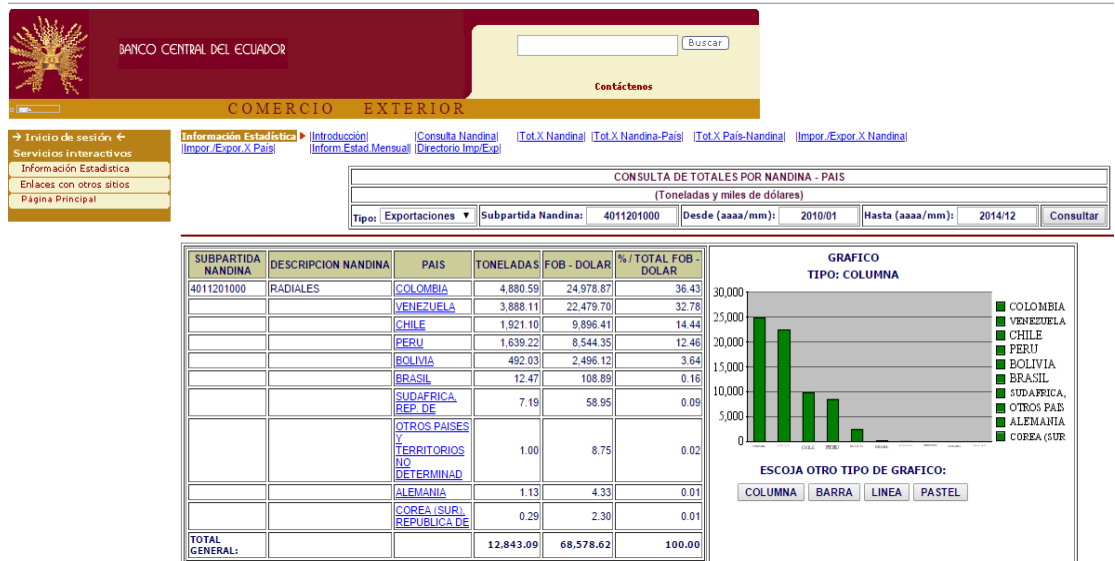 BANCO CENTRAL DEL ECUADOR
Buscar
Contáctenos
COMERCIO EXTERIOR
→ Inicio de sesión ←
Servicios interactivos
Información Estadistica
Enlaces con otros sitios
Página Principal
Información Estadística |Introducción| |Consulta Nandina| |Tot.X Nandina| |Tot.X Nandina-País| |Tot.X País-Nandina| |Impor./Expor.X Nandina|
|Impor./Expor.X País| |Inform.Estad.Mensual| |Directorio Imp/Exp|
CONSULTA DE TOTALES POR NANDINA - PAIS
(Toneladas y miles de dólares)
Tipo: Exportaciones ▼ Subpartida Nandina: 4011201000 Desde (aaaa/mm): 2010/01 Hasta (aaaa/mm): 2014/12 Consultar
SUBPARTIDA NANDINA DESCRIPCION NANDINA PAIS TONELADAS FOB - DOLAR % / TOTAL FOB - DOLAR
4011201000 RADIALES COLOMBIA 4,880.59 24,978.87 36.43
VENEZUELA 3,888.11 22,479.70 32.78
CHILE 1,921.10 9,896.41 14.44
PERU 1,639.22 8,544.35 12.46
BOLIVIA 492.03 2,496.12 3.64
BRASIL 12.47 108.89 0.16
SUDAFRICA, REP. DE 7.19 58.95 0.09
OTROS PAISES Y TERRITORIOS NO DETERMINAD 1.00 8.75 0.02
ALEMANIA 1.13 4.33 0.01
COREA (SUR), REPUBLICA DE 0.29 2.30 0.01
TOTAL GENERAL: 12,843.09 68,578.62 100.00
GRAFICO
TIPO: COLUMNA
30,000
25,000
20,000
15,000
10,000
5,000
0
CHILE PERU
COLOMBIA
VENEZUELA
CHILE
PERU
BOLIVIA
BRASIL
SUDAFRICA,
OTROS PAIS
ALEMANIA
COREA (SUR
ESCOJA OTRO TIPO DE GRAFICO:
COLUMNA BARRA LINEA PASTEL